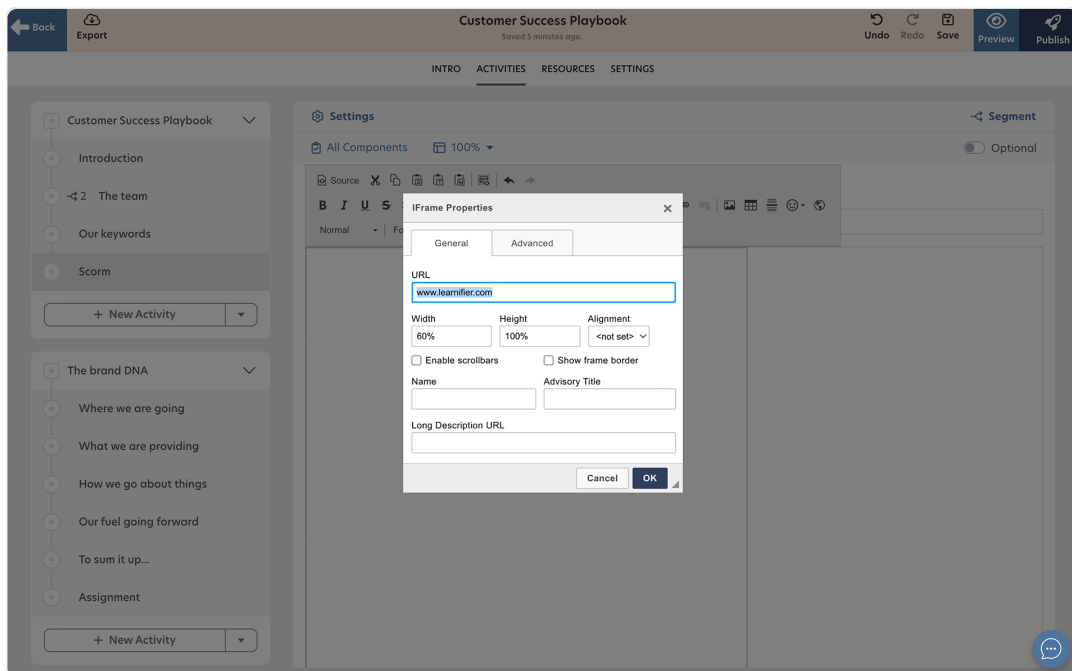 Back
Export
Customer Success Playbook
Saved 5 minutes ago.
Undo Redo Save Preview Publish
INTRO ACTIVITIES RESOURCES SETTINGS
Customer Success Playbook
Introduction
2 The team
Our keywords
Scorm
+ New Activity
The brand DNA
Where we are going
What we are providing
How we go about things
Our fuel going forward
To sum it up...
Assignment
+ New Activity
Settings
Segment
All Components 100%
Optional
Source
B I U S
Normal Fo
IFrame Properties
General Advanced
URL
www.learnifier.com
Width Height Alignment
60% 100% <not set>
Enable scrollbars Show frame border
Name Advisory Title
Long Description URL
Cancel OK